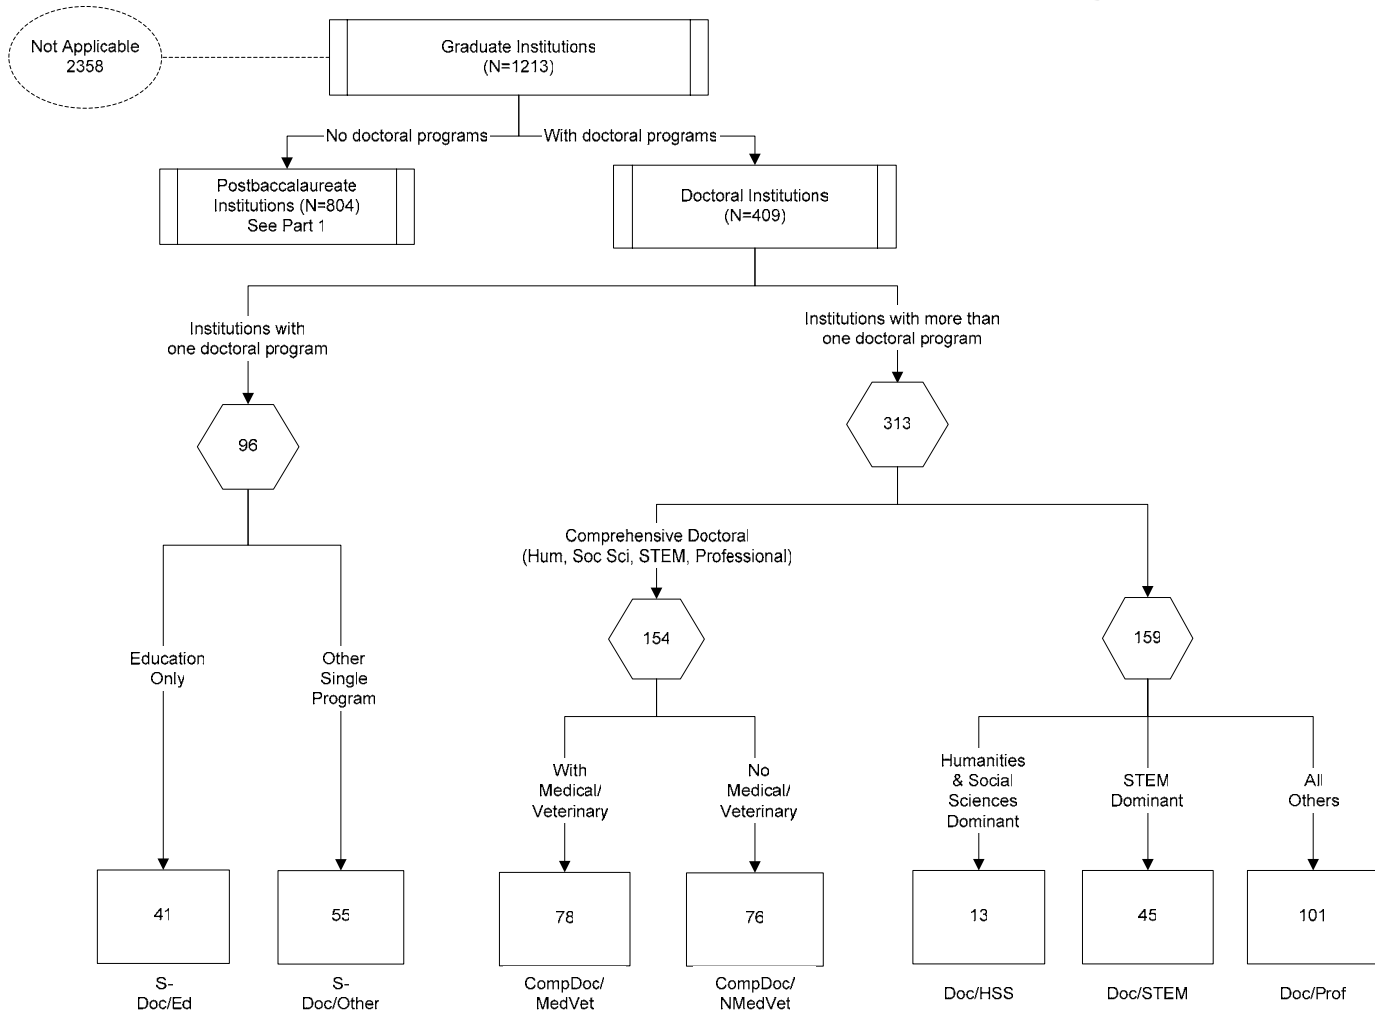 Not Applicable
2358
Graduate Institutions
(N=1213)
No doctoral programs
With doctoral programs
Postbaccalaureate
Institutions (N=804)
See Part 1
Doctoral Institutions
(N=409)
Institutions with
one doctoral program
Institutions with more than
one doctoral program
96
313
Comprehensive Doctoral
(Hum, Soc Sci, STEM, Professional)
154
159
Education
Only
Other
Single
Program
With
Medical/
Veterinary
No
Medical/
Veterinary
Humanities
& Social
Sciences
Dominant
STEM
Dominant
All
Others
41
55
78
76
13
45
101
S-
Doc/Ed
S-
Doc/Other
CompDoc/
MedVet
CompDoc/
NMedVet
Doc/HSS
Doc/STEM
Doc/Prof